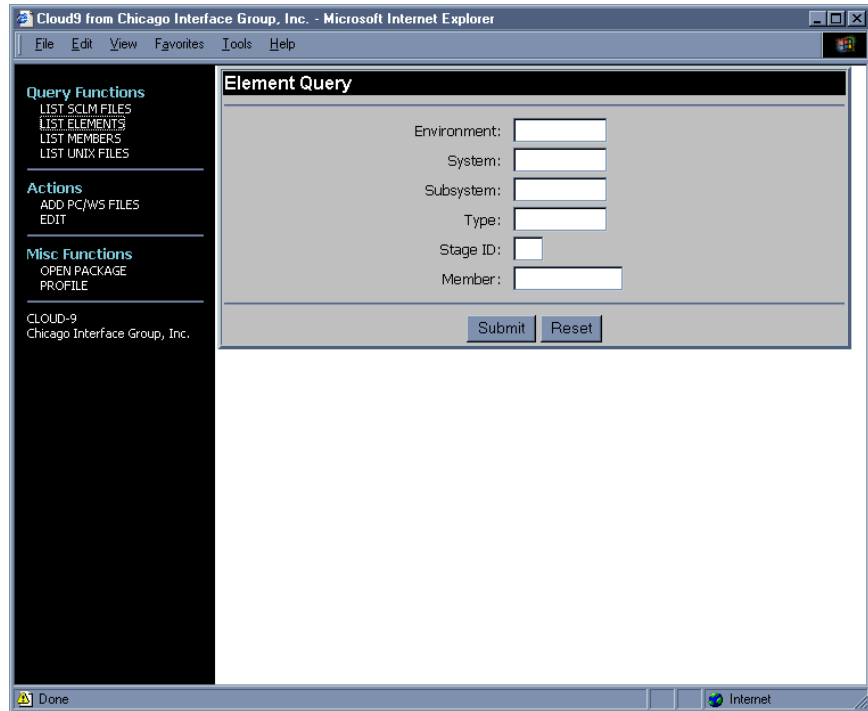 Cloud9 from Chicago Interface Group, Inc. - Microsoft Internet Explorer
File Edit View Favorites Tools Help
Query Functions
LIST SCLM FILES
LIST ELEMENTS
LIST MEMBERS
LIST UNIX FILES
Actions
ADD PC/WS FILES
EDIT
Misc Functions
OPEN PACKAGE
PROFILE
CLOUD-9
Chicago Interface Group, Inc.
Element Query
Environment:
System:
Subsystem:
Type:
Stage ID:
Member:
Submit Reset
Done Internet